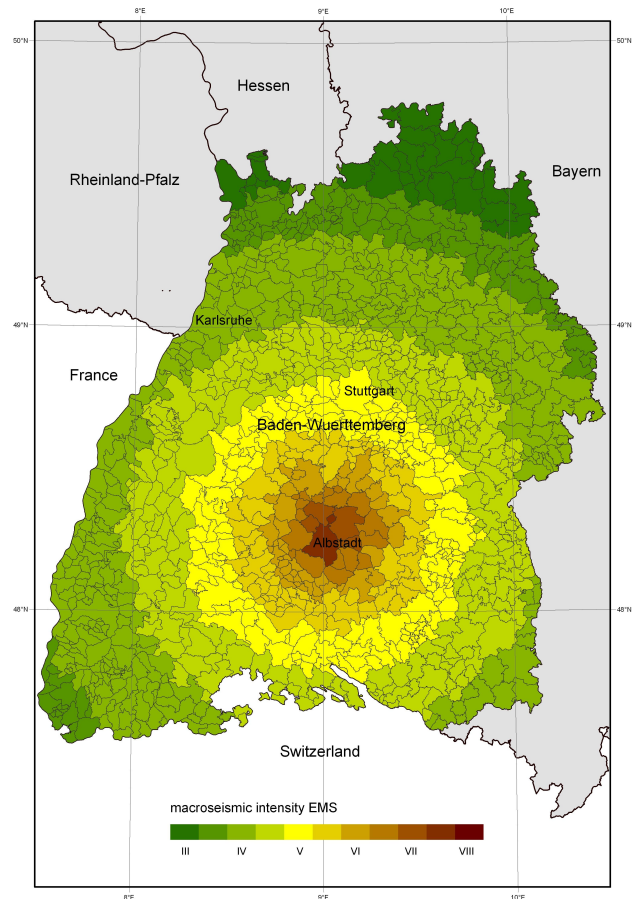 8°E 9°E 10°E
50°N 50°N
Hessen
Bayern
Rheinland-Pfalz
Karlsruhe
49°N 49°N
France
Stuttgart
Baden-Wuerttemberg
Albstadt
48°N 48°N
Switzerland
macroseismic intensity EMS
III IV V VI VII VIII
8°E 9°E 10°E